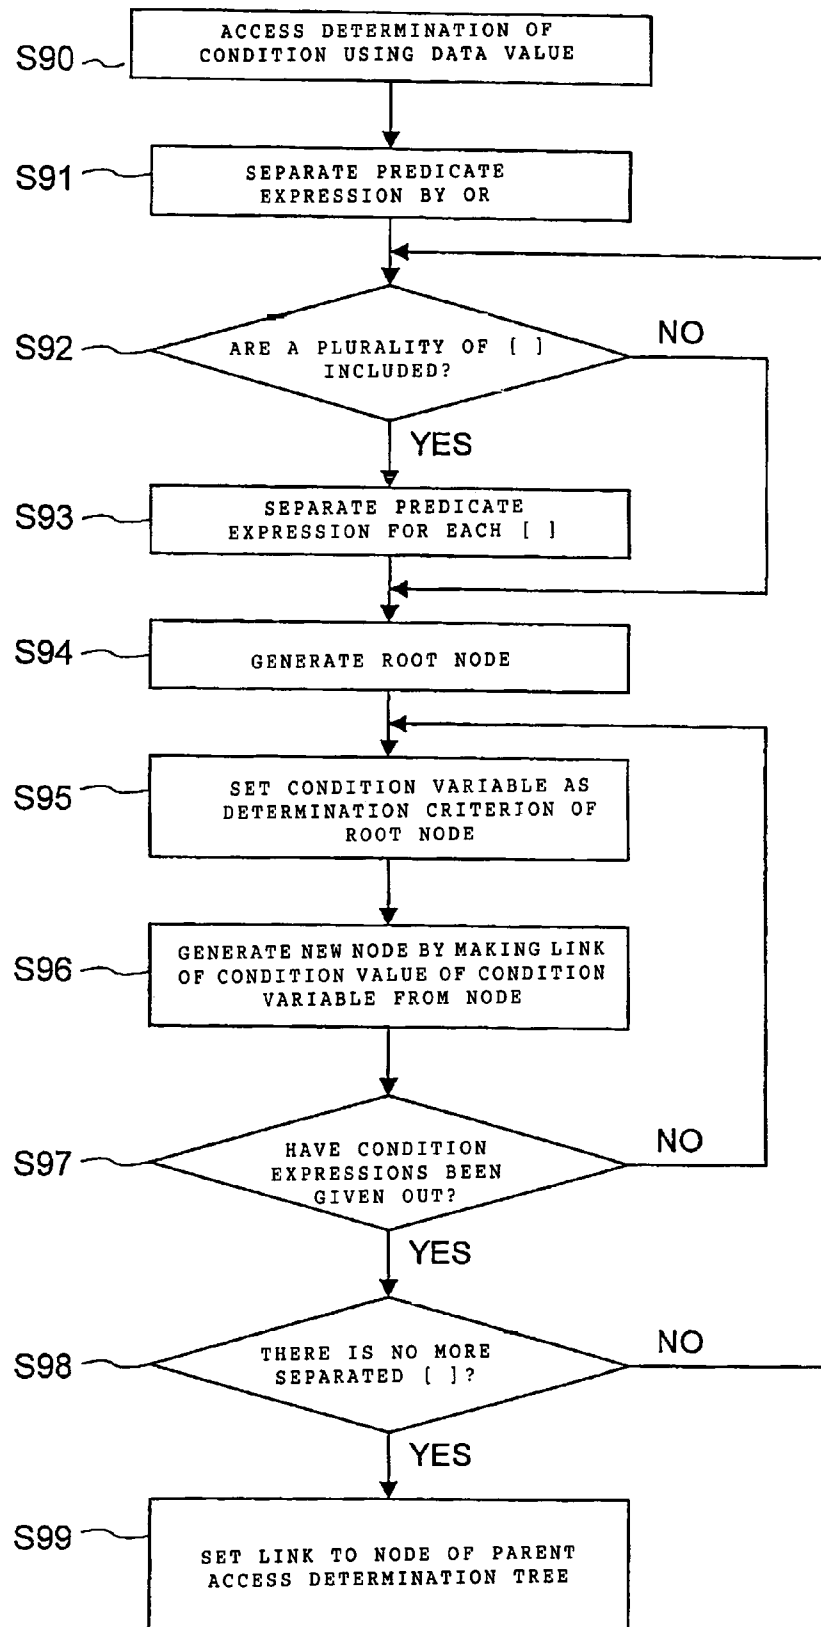 S90
ACCESS DETERMINATION OF
CONDITION USING DATA VALUE
S91
SEPARATE PREDICATE
EXPRESSION BY OR
S92
ARE A PLURALITY OF [ ]
INCLUDED?
NO
YES
S93
SEPARATE PREDICATE
EXPRESSION FOR EACH [ ]
S94
GENERATE ROOT NODE
S95
SET CONDITION VARIABLE AS
DETERMINATION CRITERION OF
ROOT NODE
S96
GENERATE NEW NODE BY MAKING LINK
OF CONDITION VALUE OF CONDITION
VARIABLE FROM NODE
S97
HAVE CONDITION
EXPRESSIONS BEEN
GIVEN OUT?
NO
YES
S98
THERE IS NO MORE
SEPARATED [ ]?
NO
YES
S99
SET LINK TO NODE OF PARENT
ACCESS DETERMINATION TREE